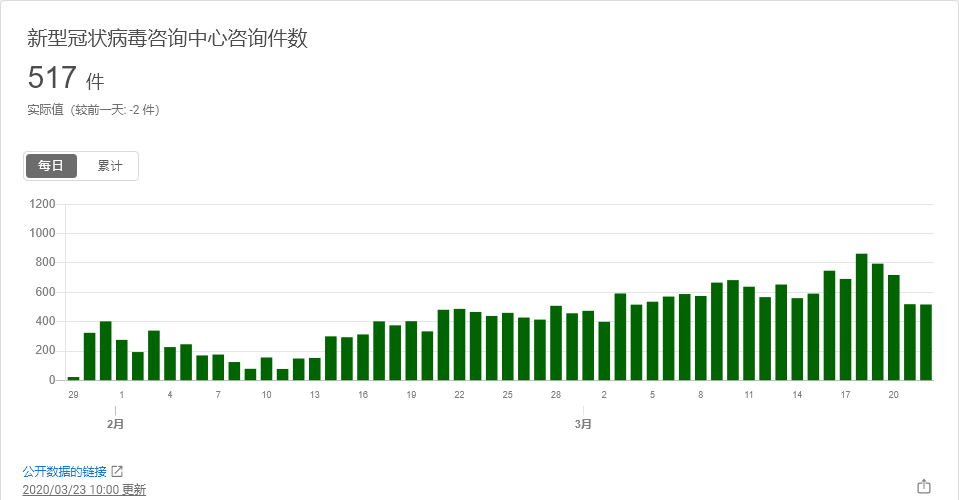 新型冠状病毒咨询中心咨询件数
517 件
实际值（较前一天: -2 件）
每日 累计
1200
1000
800
600
400
200
0
29 1 4 7 10 13 16 19 22 25 28 2 5 8 11 14 17 20
2月 3月
公开数据的链接
2020/03/23 10:00 更新